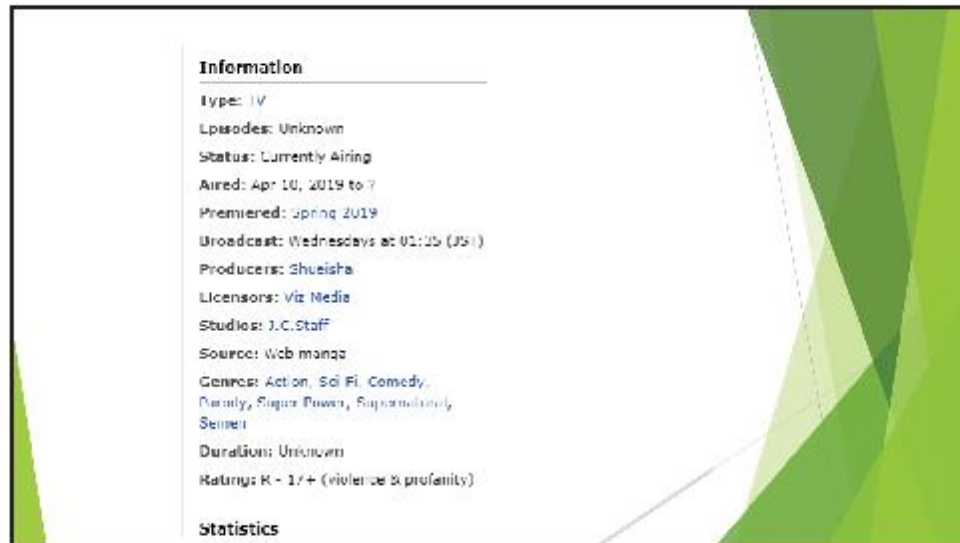 Information
Type: TV
Episodes: Unknown
Status: Currently Airing
Aired: Apr 10, 2019 to ?
Premiered: Spring 2019
Broadcast: Wednesdays at 01:35 (JST)
Producers: Shueisha
Licensors: Viz Media
Studios: J.C.Staff
Source: Web manga
Genres: Action, Sci-Fi, Comedy,
Parody, Super Power, Supernatural,
Seinen
Duration: Unknown
Rating: R - 17+ (violence & profanity)
Statistics